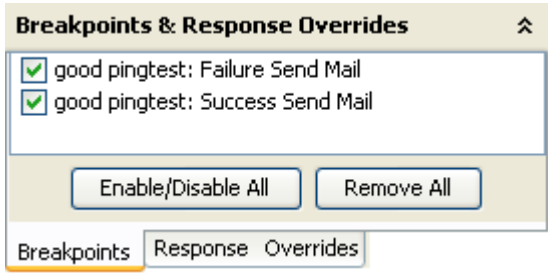 Breakpoints & Response Overrides
good pingtest: Failure Send Mail
good pingtest: Success Send Mail
Enable/Disable All Remove All
Breakpoints Response Overrides